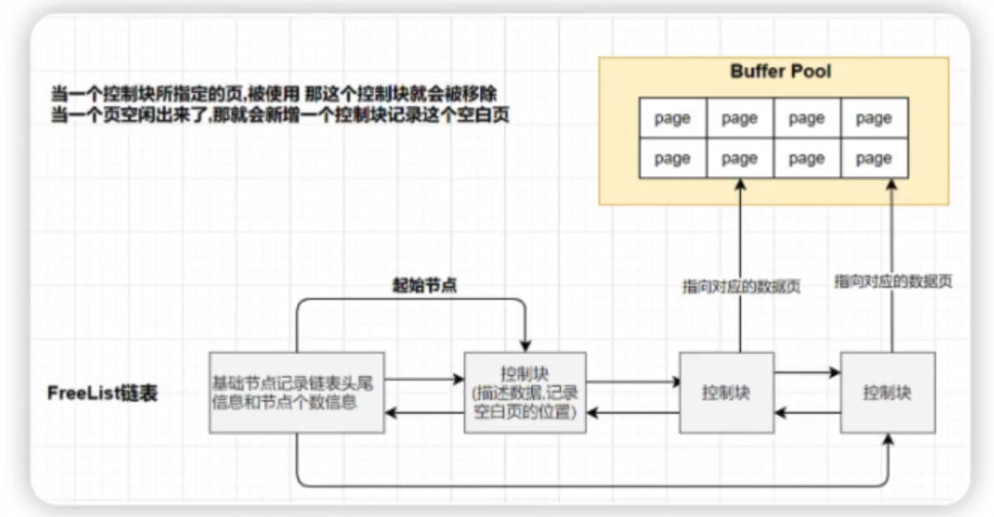 当一个控制块所指定的页,被使用 那这个控制块就会被移除
当一个页空闲出来了,那就会新增一个控制块记录这个空白页
Buffer Pool
page page page page
page page page page
指向对应的数据页
指向对应的数据页
起始节点
FreeList链表
基础节点记录链表头尾
信息和节点个数信息
控制块
(描述数据,记录
空白页的位置)
控制块
控制块